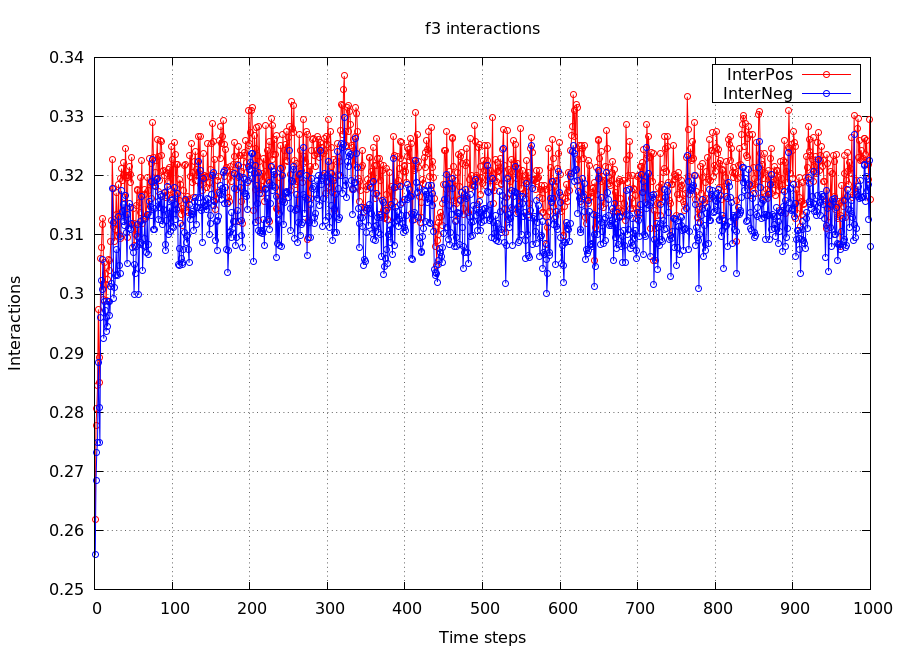 f3 interactions
InterPos
InterNeg
0.34
0.33
0.32
0.31
0.3
0.29
0.28
0.27
0.26
0.25
Interactions
0 100 200 300 400 500 600 700 800 900 1000
Time steps